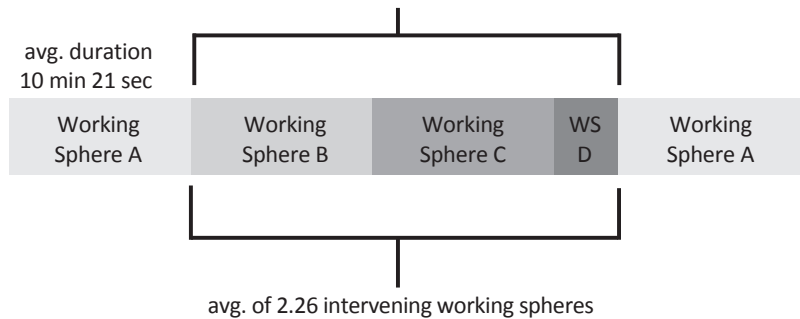 avg. duration
10 min 21 sec
Working
Sphere A
Working
Sphere B
Working
Sphere C
WS
D
Working
Sphere A
avg. of 2.26 intervening working spheres